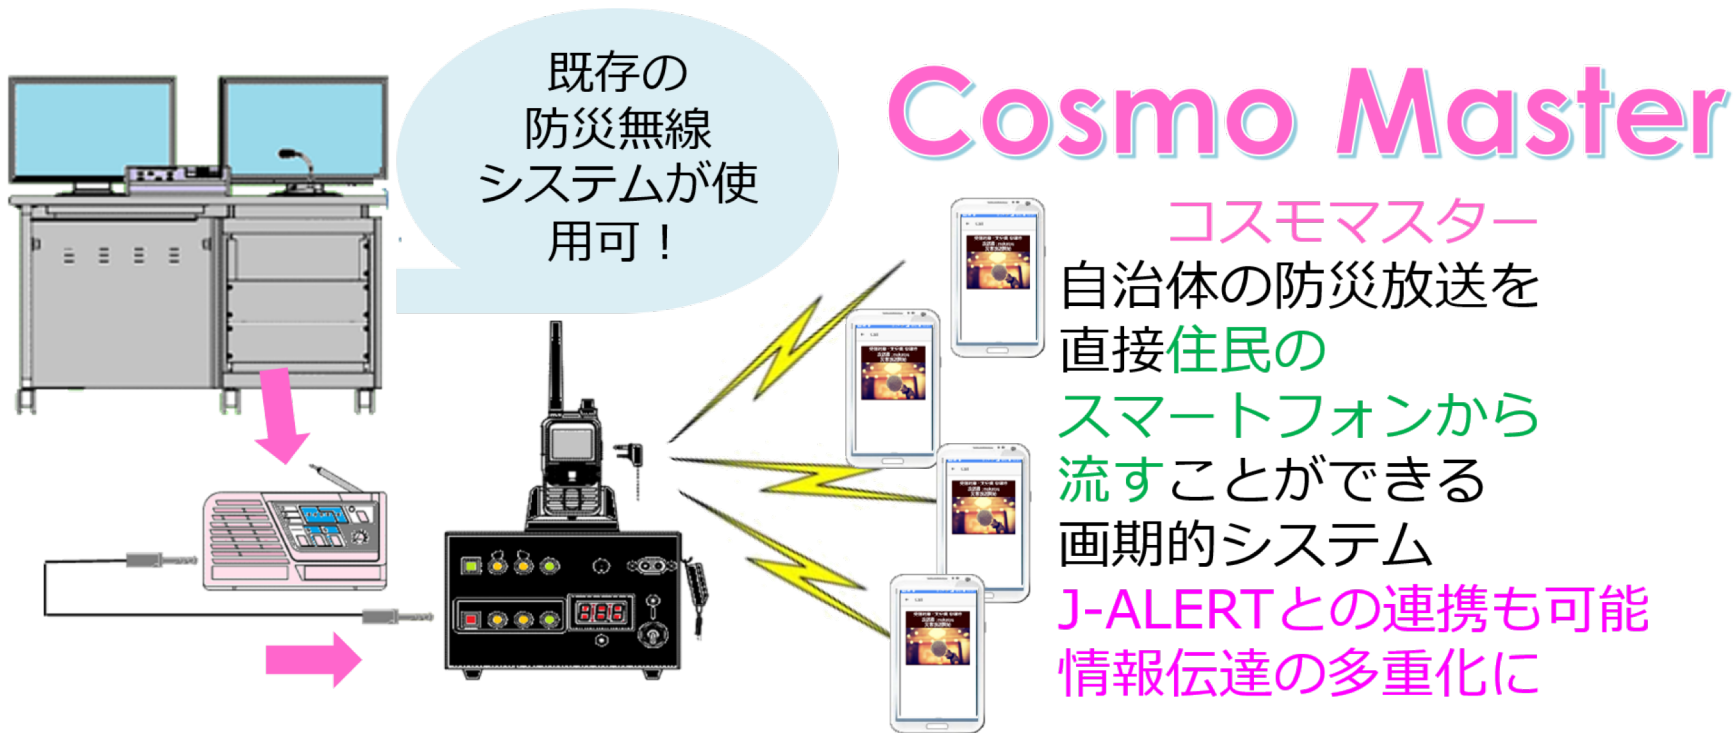 既存の
防災無線
システムが使
用可！
Cosmo Master
コスモマスター
自治体の防災放送を
直接住民の
スマートフォンから
流すことができる
画期的システム
J-ALERTとの連携も可能
情報伝達の多重化に